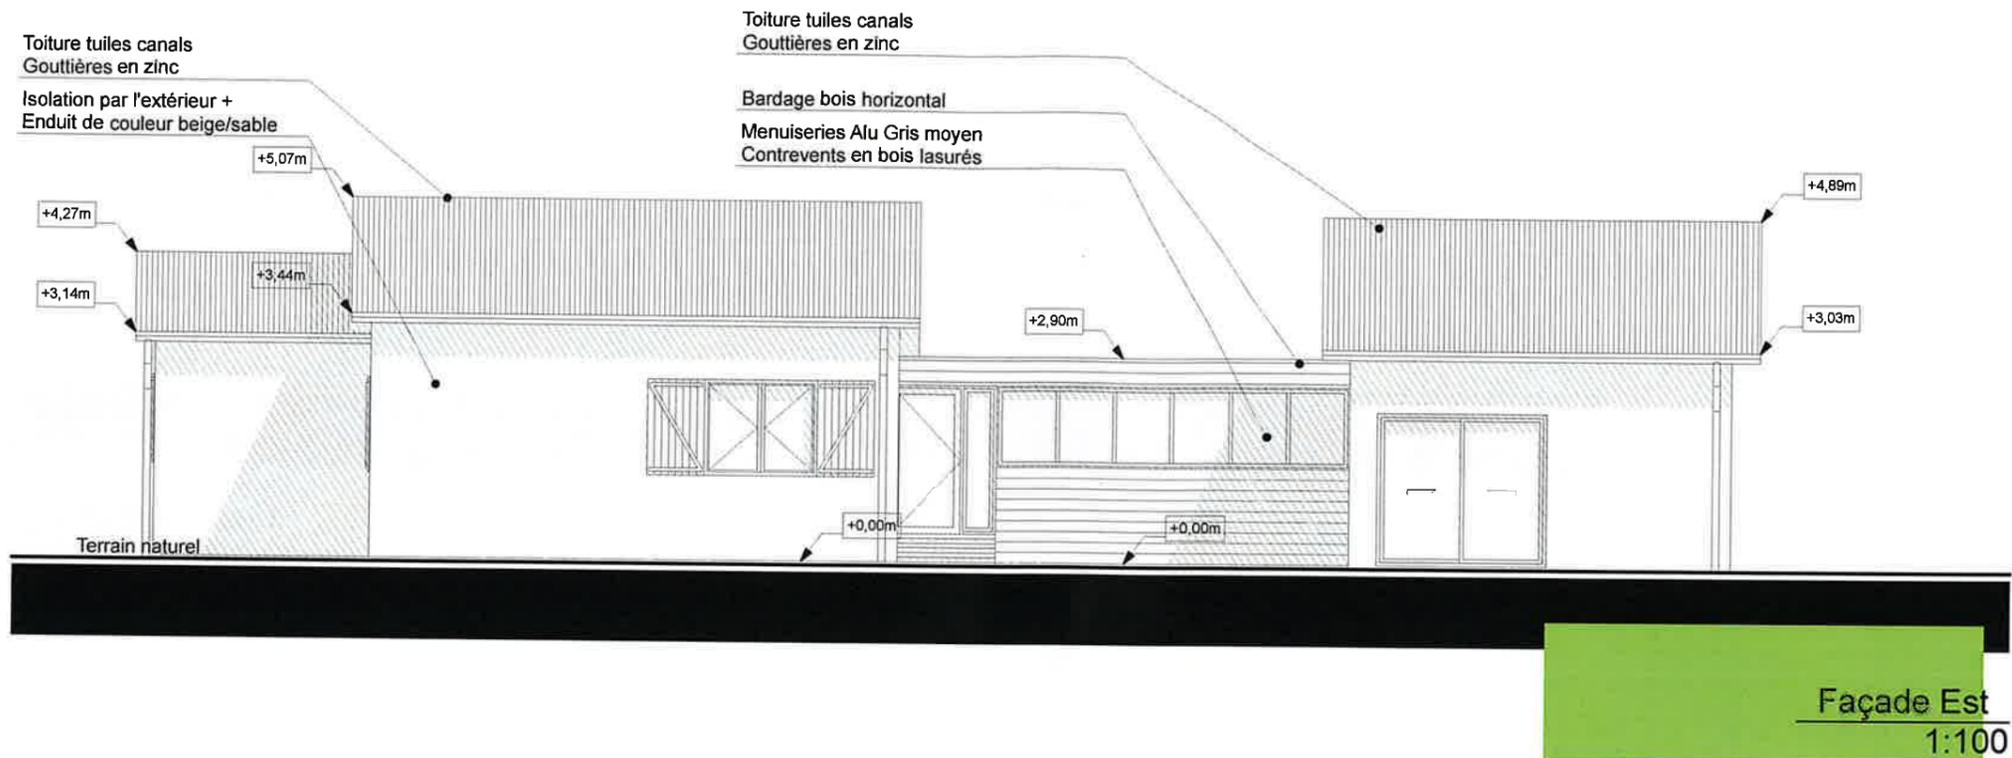 Toiture tuiles canals
Gouttières en zinc
Isolation par l'extérieur +
Enduit de couleur beige/sable
Toiture tuiles canals
Gouttières en zinc
Bardage bois horizontal
Menuiseries Alu Gris moyen
Contrevents en bois lasurés
+5,07m
+4,27m
+3,44m
+3,14m
+2,90m
+4,89m
+3,03m
+0,00m
+0,00m
Terrain naturel
Façade Est
1:100